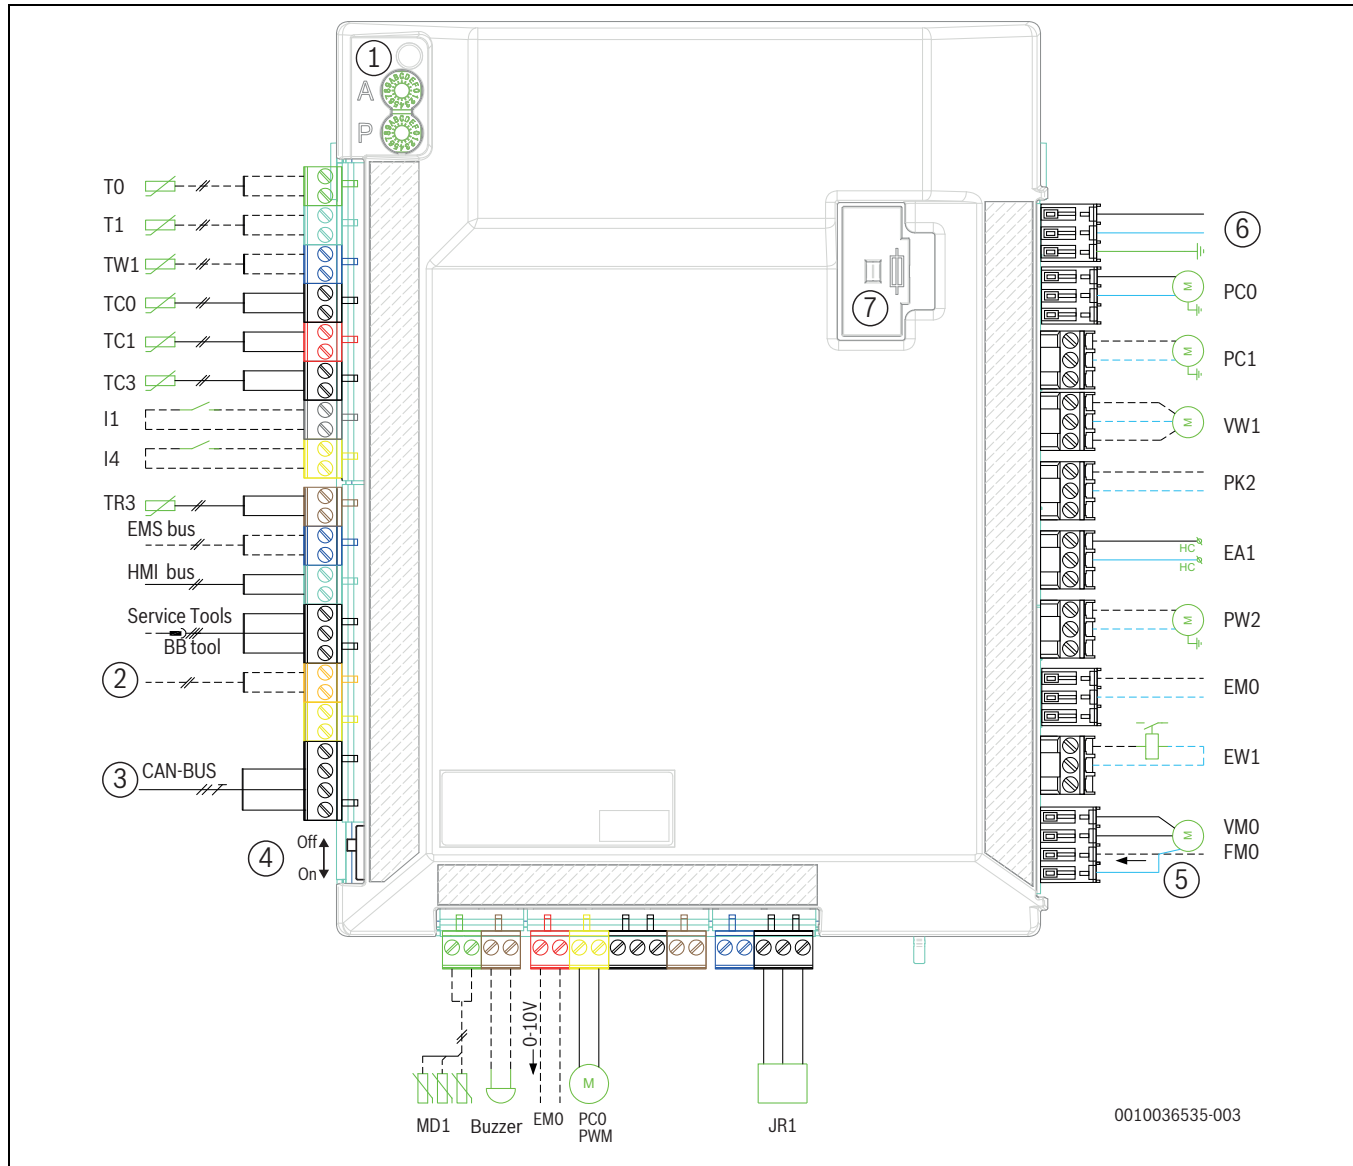 1
A
P
T0
T1
TW1
TC0
TC1
TC3
I1
I4
TR3
EMS bus
HMI bus
Service Tools
BB tool
2
3 CAN-BUS
4 Off
On
7
6
M PC0
M PC1
M VW1
PK2
HC EA1
HC
M PW2
EM0
EW1
M VM0
FM0
5
0-10V
MD1
Buzzer
EM0
M
PC0
PWM
JR1
0010036535-003